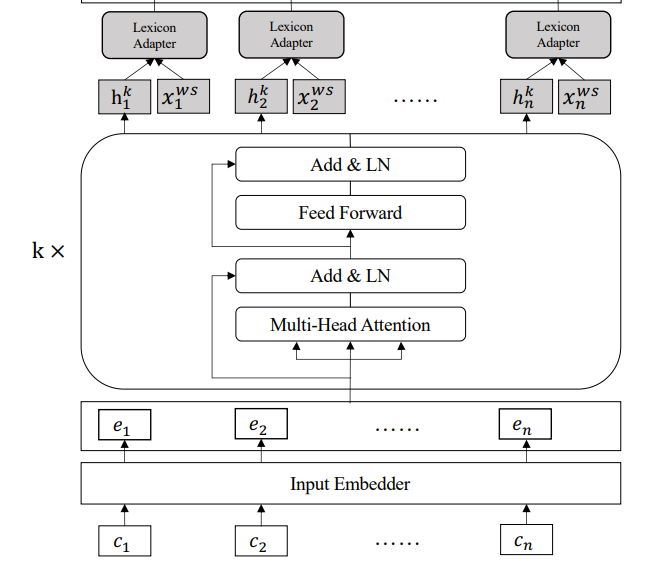 Lexicon Adapter Lexicon Adapter Lexicon Adapter
h₁ᵏ x₁ʷˢ h₂ᵏ x₂ʷˢ ...... hₙᵏ xₙʷˢ
Add & LN
Feed Forward
k ×
Add & LN
Multi-Head Attention
e₁ e₂ ...... eₙ
Input Embedder
c₁ c₂ ...... cₙ